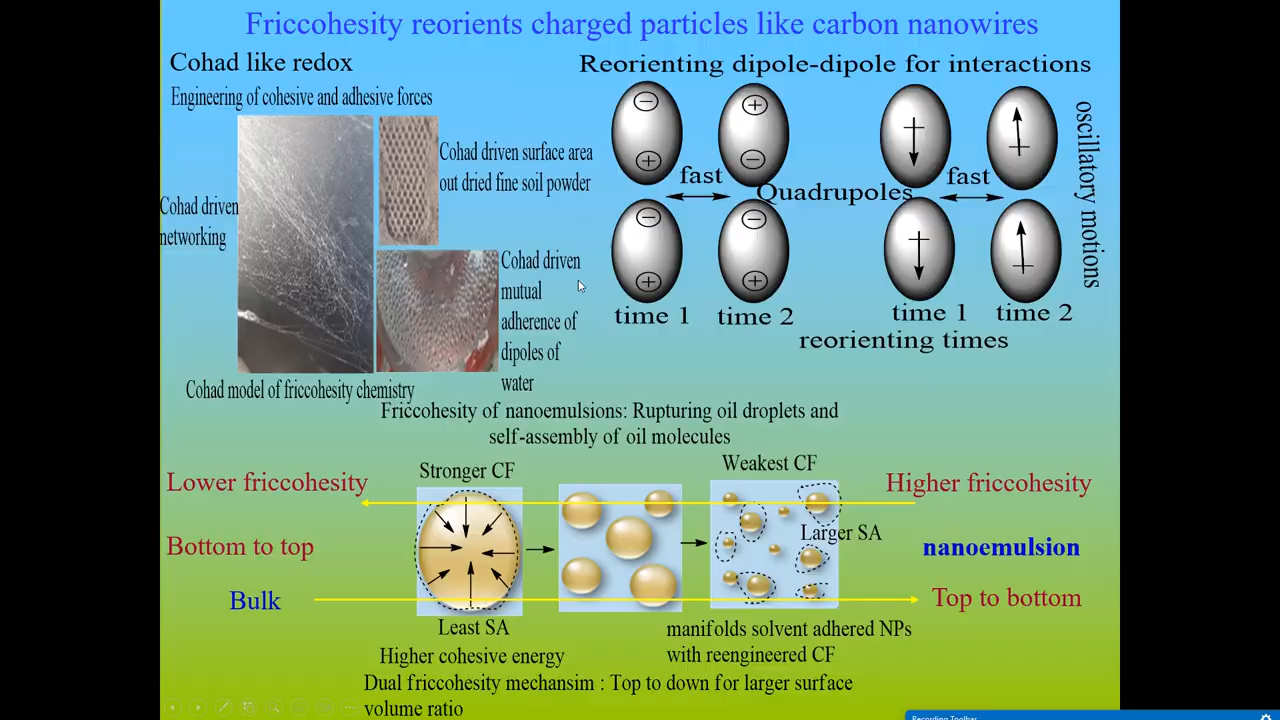 Friccohesity reorients charged particles like carbon nanowires
Cohad like redox
Engineering of cohesive and adhesive forces
Cohad driven
networking
Cohad driven surface area
out dried fine soil powder
Cohad driven
mutual
adherence of
dipoles of
water
Cohad model of friccohesity chemistry
Reorienting dipole-dipole for interactions
fast
Quadrupoles
fast
time 1
time 2
time 1
time 2
reorienting times
oscillatory motions
Friccohesity of nanoemulsions: Rupturing oil droplets and
self-assembly of oil molecules
Stronger CF
Weakest CF
Lower friccohesity
Higher friccohesity
Larger SA
Bottom to top
nanoemulsion
Bulk
Top to bottom
Least SA
Higher cohesive energy
manifolds solvent adhered NPs
with reengineered CF
Dual friccohesity mechansim : Top to down for larger surface
volume ratio
Recording Toolbar